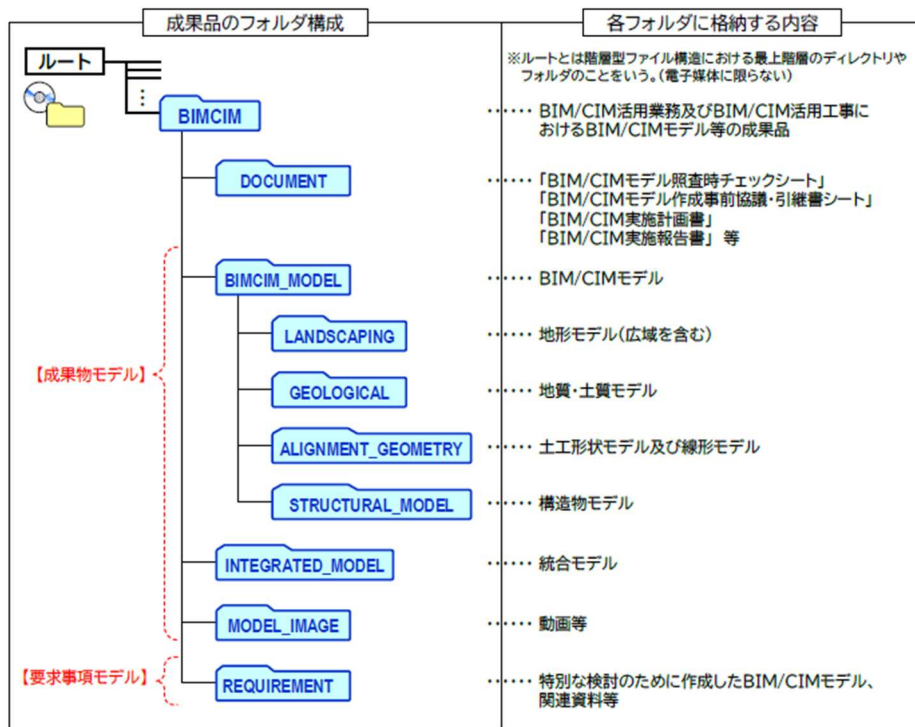 成果品のフォルダ構成
各フォルダに格納する内容
ルート
※ルートとは階層型ファイル構造における最上階層のディレクトリや
フォルダのことをいう。(電子媒体に限らない)
BIMCIM
…… BIM/CIM活用業務及びBIM/CIM活用工事に
おけるBIM/CIMモデル等の成果品
DOCUMENT
……「BIM/CIMモデル照査時チェックシート」
「BIM/CIMモデル作成事前協議・引継書シート」
「BIM/CIM実施計画書」
「BIM/CIM実施報告書」 等
BIMCIM_MODEL
…… BIM/CIMモデル
LANDSCAPING
…… 地形モデル(広域を含む)
【成果物モデル】
GEOLOGICAL
…… 地質・土質モデル
ALIGNMENT_GEOMETRY
…… 土工形状モデル及び線形モデル
STRUCTURAL_MODEL
…… 構造物モデル
INTEGRATED_MODEL
…… 統合モデル
MODEL_IMAGE
…… 動画等
【要求事項モデル】
REQUIREMENT
…… 特別な検討のために作成したBIM/CIMモデル、
関連資料等